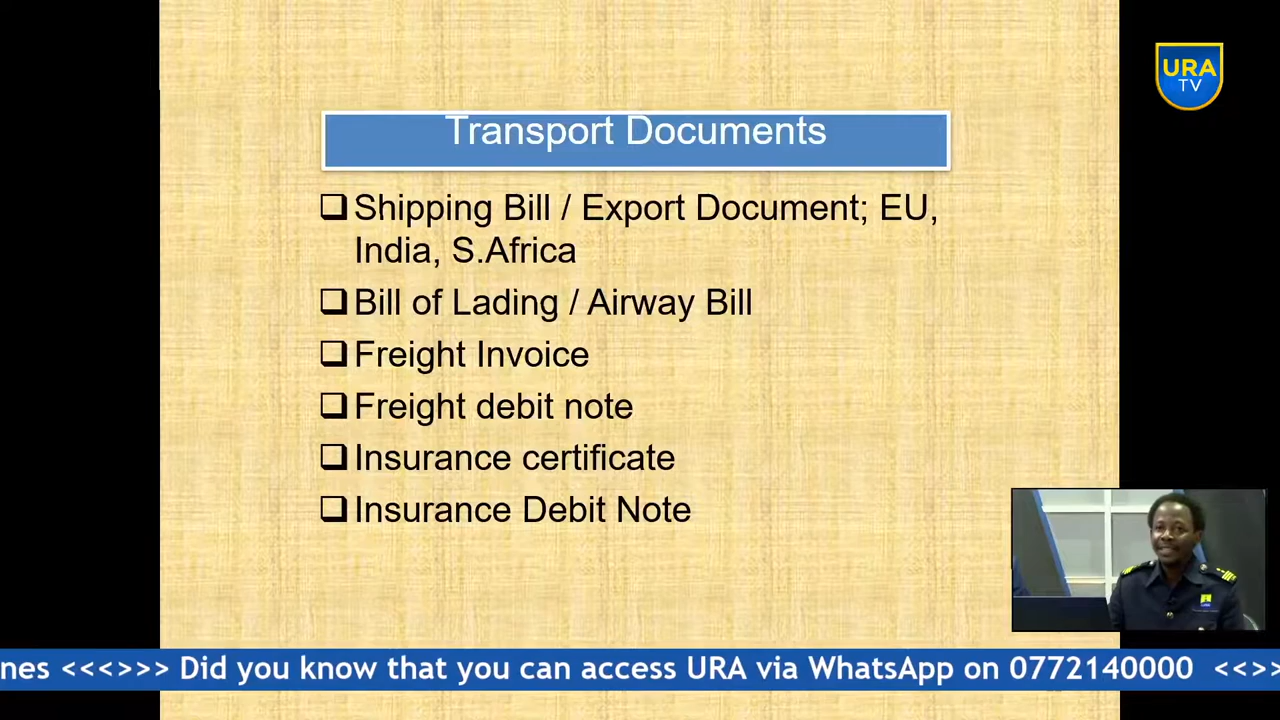 URA
TV
Transport Documents
Shipping Bill / Export Document; EU,
India, S.Africa
Bill of Lading / Airway Bill
Freight Invoice
Freight debit note
Insurance certificate
Insurance Debit Note
nes <<<>>> Did you know that you can access URA via WhatsApp on 0772140000 <<>>